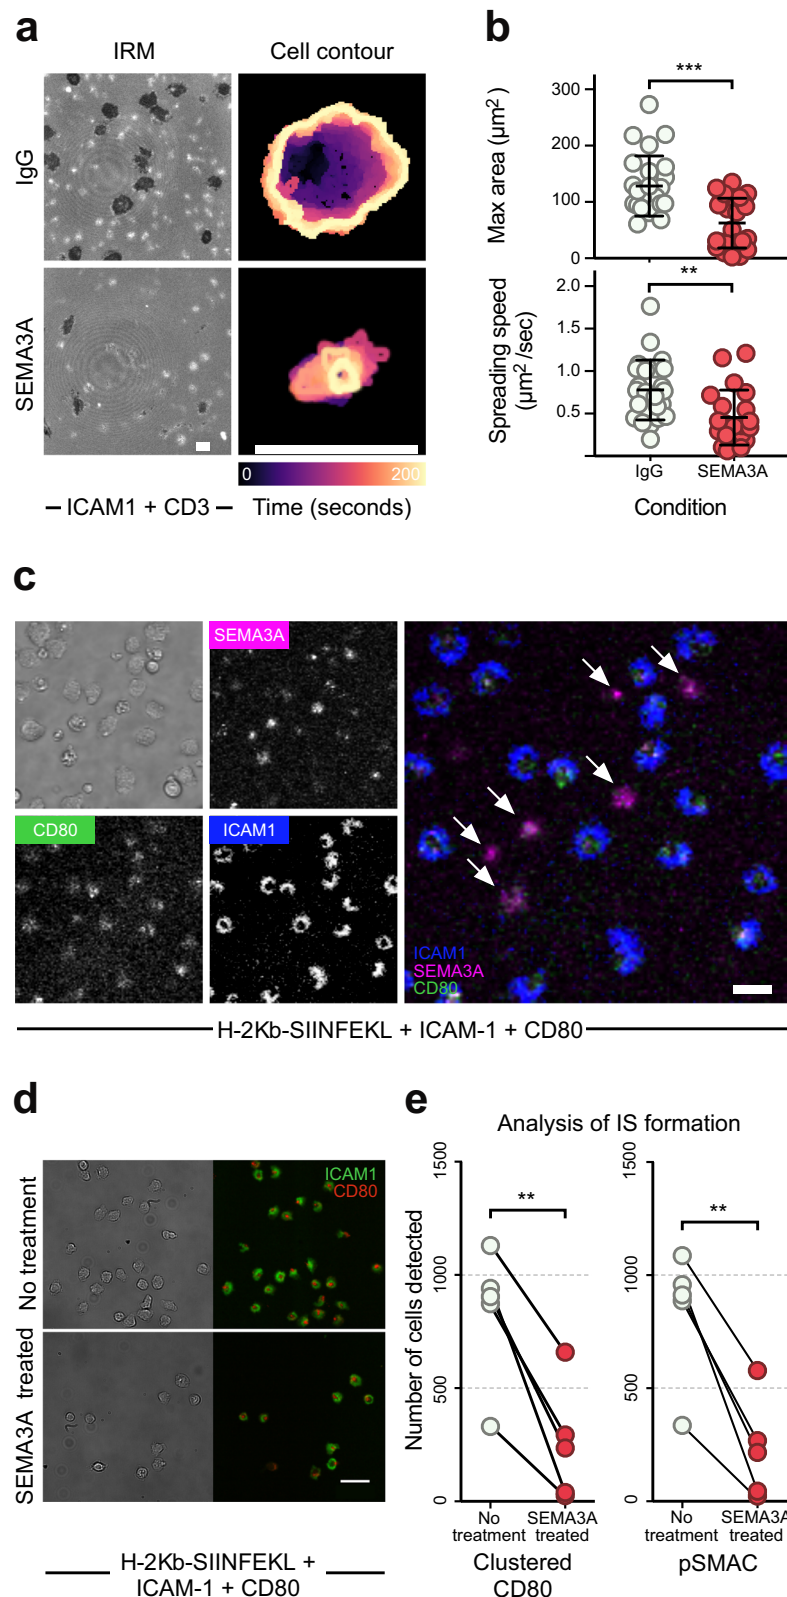 a
IRM
Cell contour
IgG
SEMA3A
0
200
ICAM1 + CD3
Time (seconds)
b
Max area (µm²)
300
200
100
0
***
Spreading speed
(µm²/sec)
2.0
1.5
1.0
0.5
**
IgG
SEMA3A
Condition
c
SEMA3A
CD80
ICAM1
ICAM1
SEMA3A
CD80
H-2Kb-SIINFEKL + ICAM-1 + CD80
d
No treatment
SEMA3A treated
ICAM1
CD80
H-2Kb-SIINFEKL +
ICAM-1 + CD80
e
Analysis of IS formation
Number of cells detected
1500
1000
500
0
**
No
treatment
SEMA3A
treated
Clustered
CD80
1500
1000
500
0
**
No
treatment
SEMA3A
treated
pSMAC